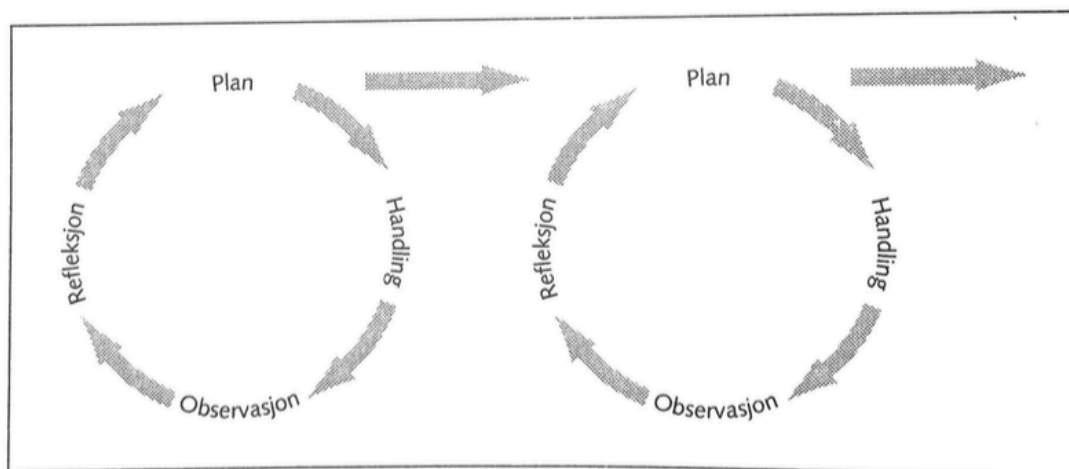 Plan
Handling
Observasjon
Refleksjon
Plan
Handling
Observasjon
Refleksjon